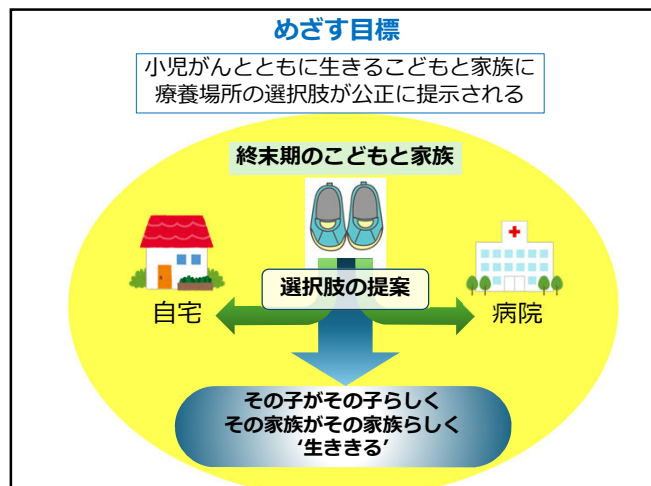 めざす目標
小児がんとともに生きるこどもと家族に
療養場所の選択肢が公正に提示される
終末期のこどもと家族
選択肢の提案
自宅
病院
その子がその子らしく
その家族がその家族らしく
‘生ききる’